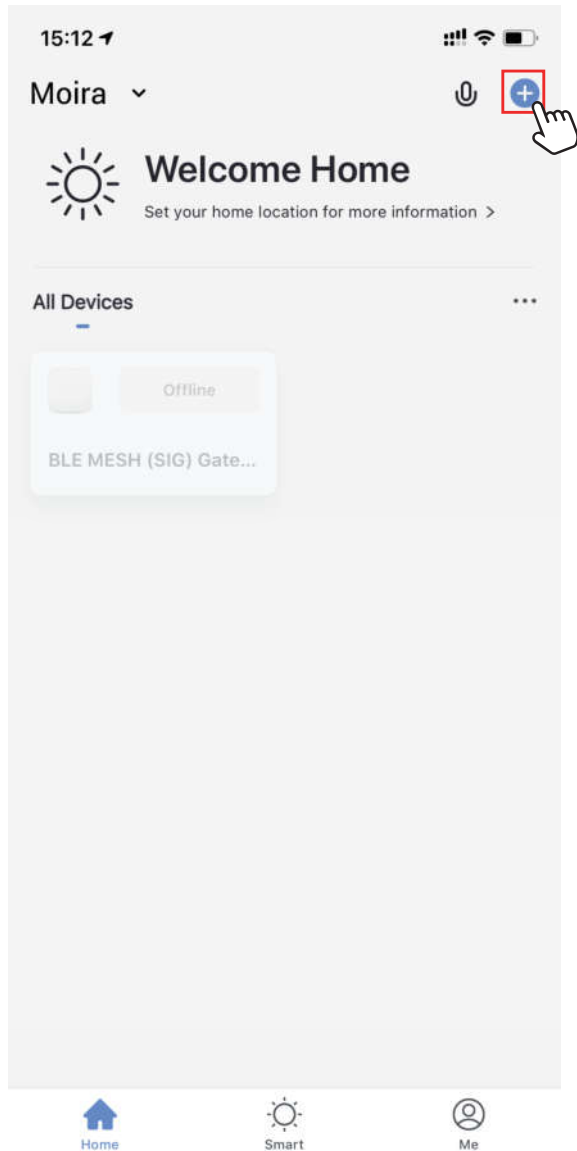 15:12
Moira
Welcome Home
Set your home location for more information >
All Devices
Offline
BLE MESH (SIG) Gate...
Home
Smart
Me